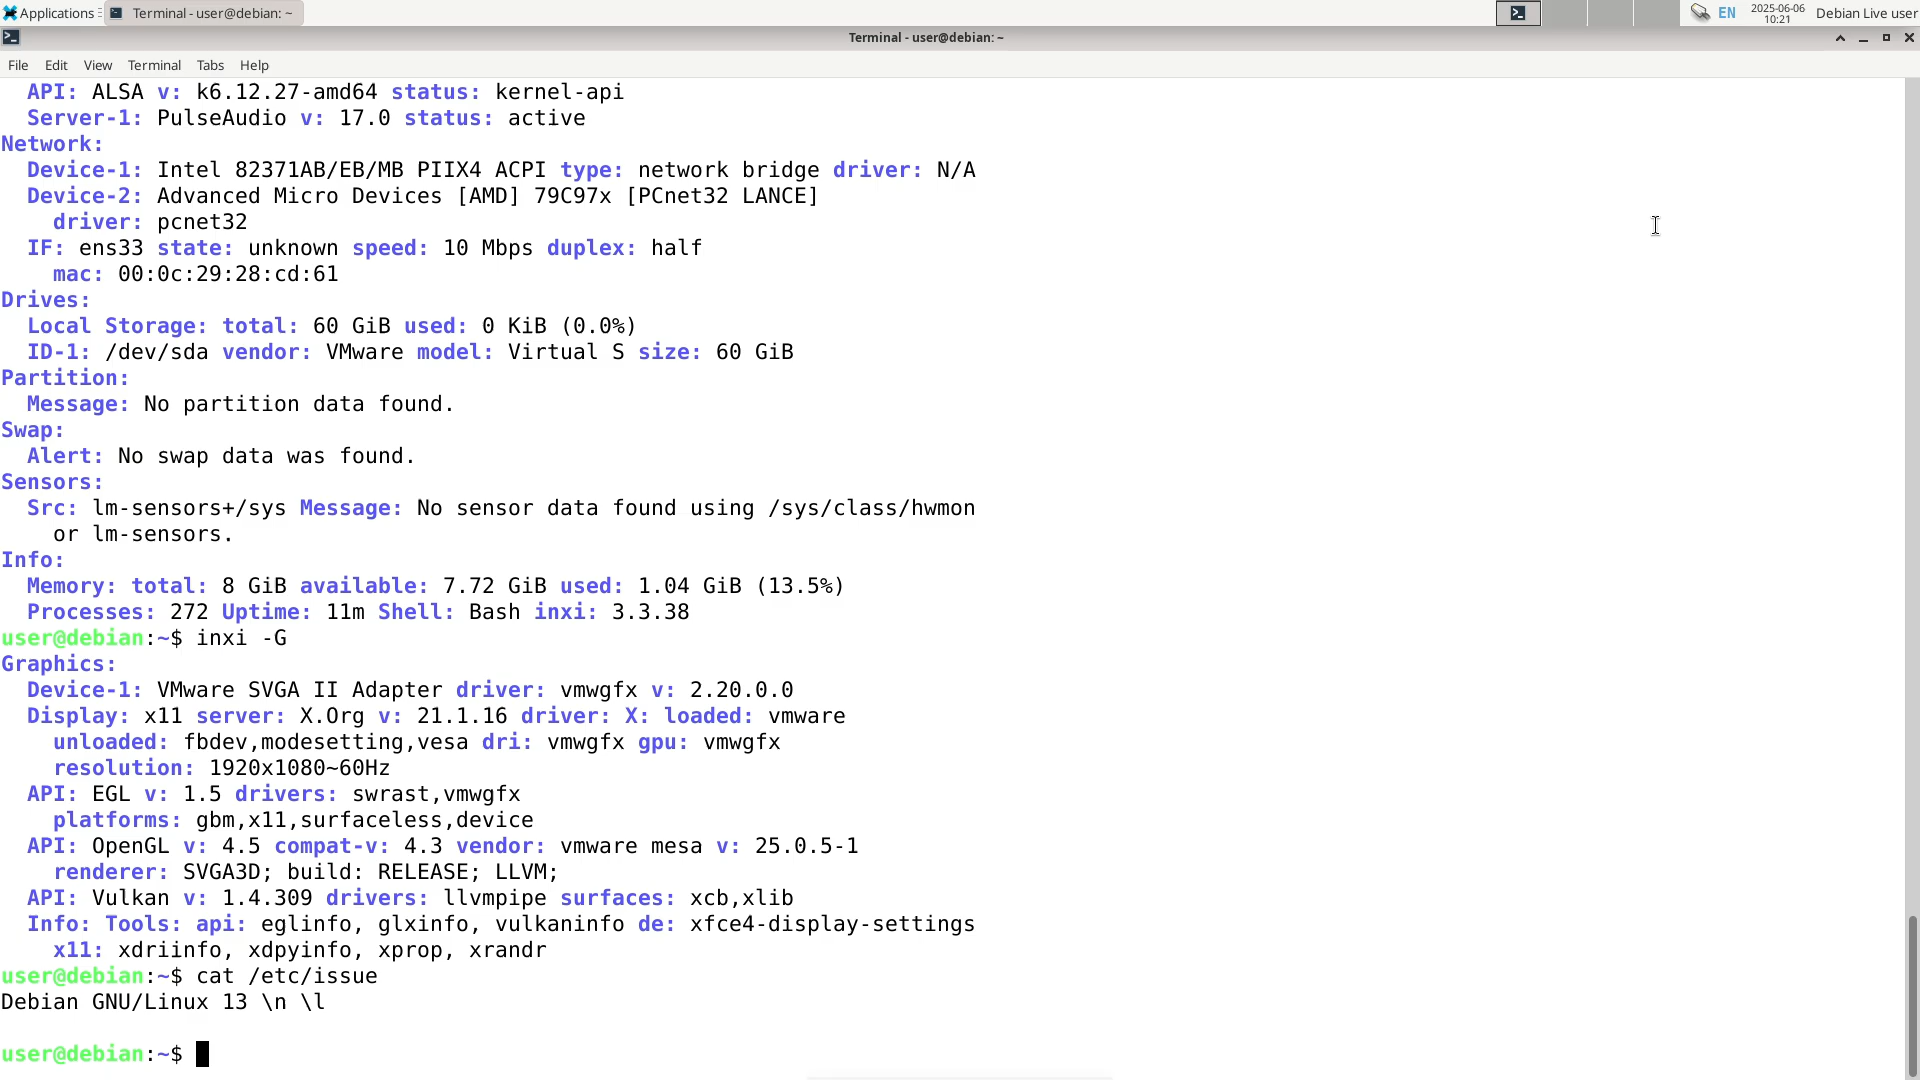 Applications Terminal - user@debian: ~ EN 2025-06-06 Debian Live user
10:21
Terminal - user@debian: ~
File Edit View Terminal Tabs Help
API: ALSA v: k6.12.27-amd64 status: kernel-api
Server-1: PulseAudio v: 17.0 status: active
Network:
Device-1: Intel 82371AB/EB/MB PIIX4 ACPI type: network bridge driver: N/A
Device-2: Advanced Micro Devices [AMD] 79C97x [PCnet32 LANCE]
driver: pcnet32
IF: ens33 state: unknown speed: 10 Mbps duplex: half
mac: 00:0c:29:28:cd:61
Drives:
Local Storage: total: 60 GiB used: 0 KiB (0.0%)
ID-1: /dev/sda vendor: VMware model: Virtual S size: 60 GiB
Partition:
Message: No partition data found.
Swap:
Alert: No swap data was found.
Sensors:
Src: lm-sensors+/sys Message: No sensor data found using /sys/class/hwmon
or lm-sensors.
Info:
Memory: total: 8 GiB available: 7.72 GiB used: 1.04 GiB (13.5%)
Processes: 272 Uptime: 11m Shell: Bash inxi: 3.3.38
user@debian:~$ inxi -G
Graphics:
Device-1: VMware SVGA II Adapter driver: vmwgfx v: 2.20.0.0
Display: x11 server: X.Org v: 21.1.16 driver: X: loaded: vmware
unloaded: fbdev,modesetting,vesa dri: vmwgfx gpu: vmwgfx
resolution: 1920x1080~60Hz
API: EGL v: 1.5 drivers: swrast,vmwgfx
platforms: gbm,x11,surfaceless,device
API: OpenGL v: 4.5 compat-v: 4.3 vendor: vmware mesa v: 25.0.5-1
renderer: SVGA3D; build: RELEASE; LLVM;
API: Vulkan v: 1.4.309 drivers: llvmpipe surfaces: xcb,xlib
Info: Tools: api: eglinfo, glxinfo, vulkaninfo de: xfce4-display-settings
x11: xdriinfo, xdpyinfo, xprop, xrandr
user@debian:~$ cat /etc/issue
Debian GNU/Linux 13 \n \l
user@debian:~$